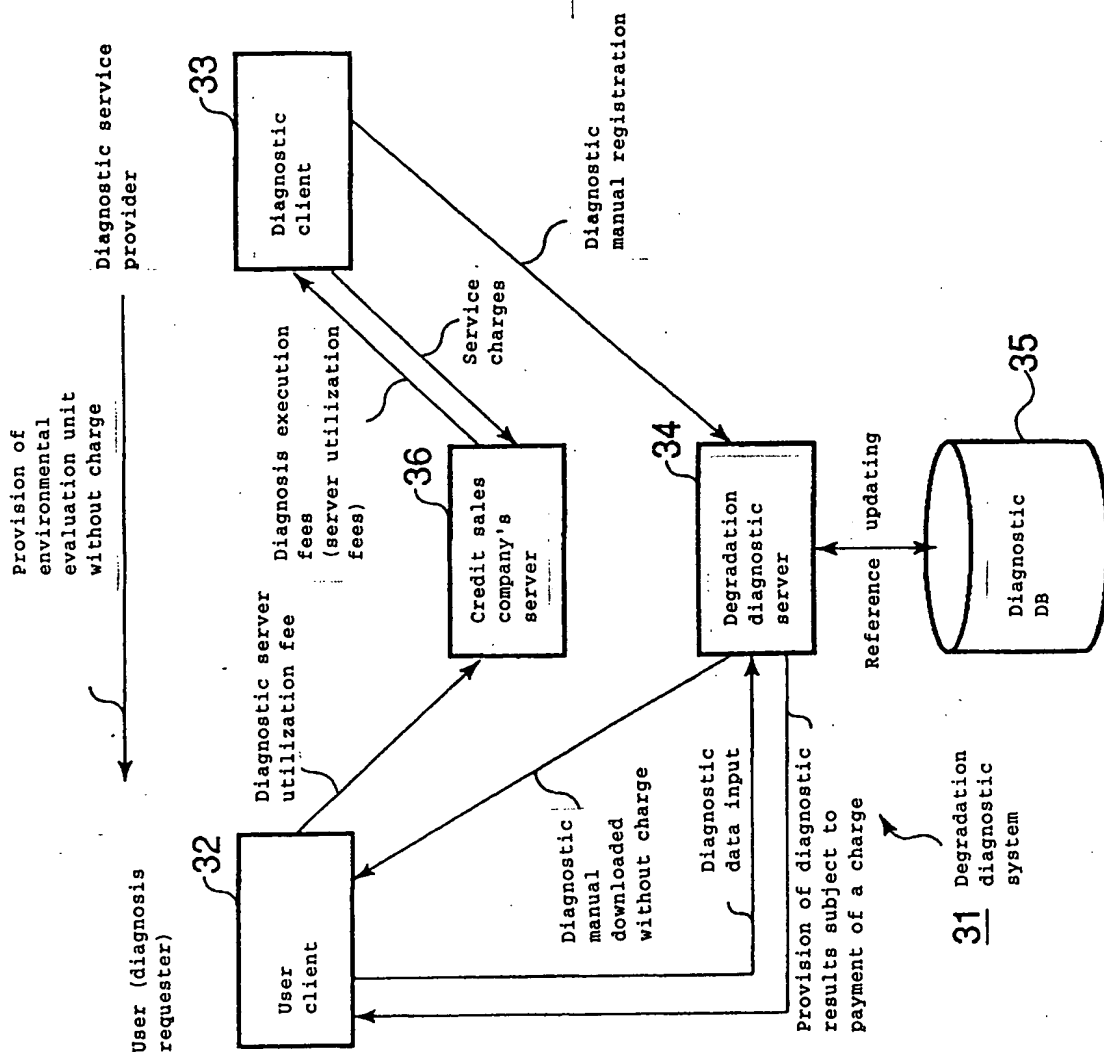 Provision of
environmental
evaluation unit
without charge
User (diagnosis
requester)
Diagnostic service
provider
32
User
client
33
Diagnostic
client
Diagnostic server
utilization fee
Diagnosis execution
fees
(server utilization
fees)
Service
charges
36
Credit sales
company's
server
Diagnostic
manual
downloaded
without charge
Diagnostic
manual registration
34
Degradation
diagnostic
server
Diagnostic
data input
Provision of diagnostic
results subject to
payment of a charge
Reference updating
35
Diagnostic
DB
31 Degradation
diagnostic
system